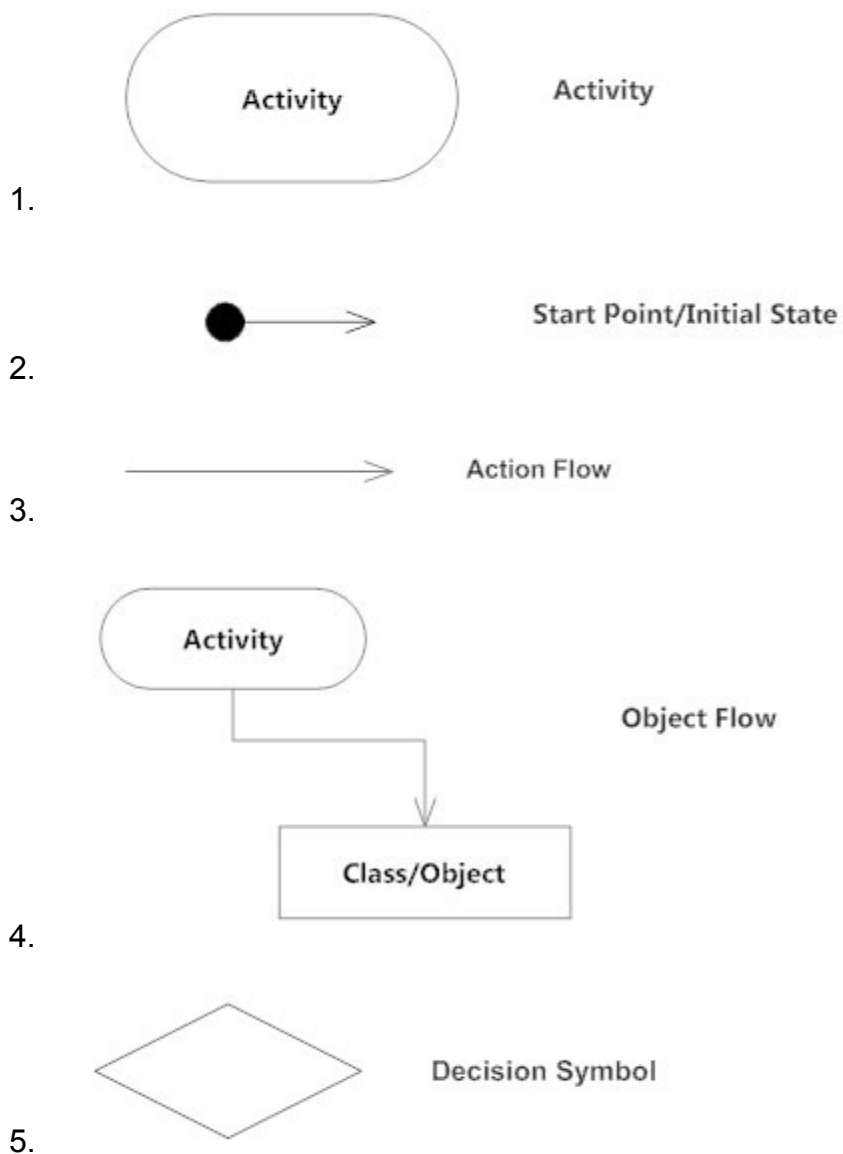 Activity
Activity
1.
Start Point/Initial State
2.
Action Flow
3.
Activity
Object Flow
Class/Object
4.
Decision Symbol
5.